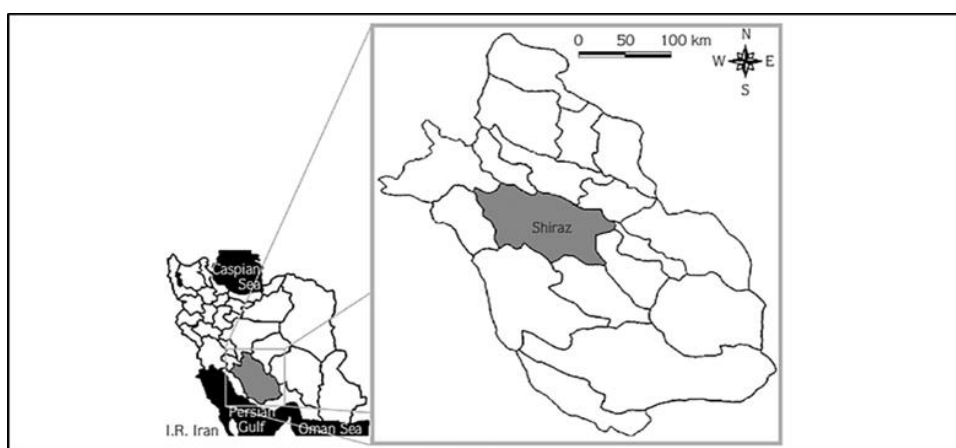 0 50 100 km
N
W E
S
Shiraz
Caspian
Sea
Persian
Gulf
Oman Sea
I.R. Iran